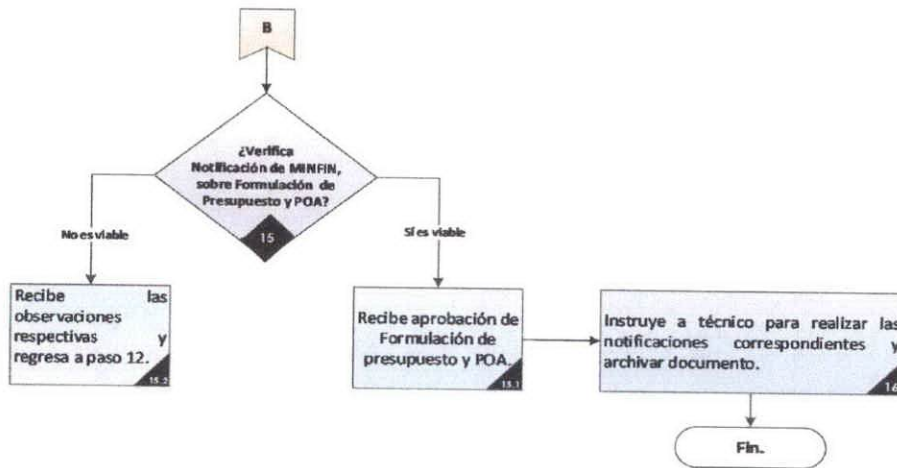 B
¿Verifica
Notificación de MINFIN,
sobre Formulación de
Presupuesto y POA?
15
No es viable
Sí es viable
Recibe las
observaciones
respectivas y
regresa a paso 12.
15.2
Recibe aprobación de
Formulación de
presupuesto y POA.
15.1
Instruye a técnico para realizar las
notificaciones correspondientes y
archivar documento.
16
Fin.